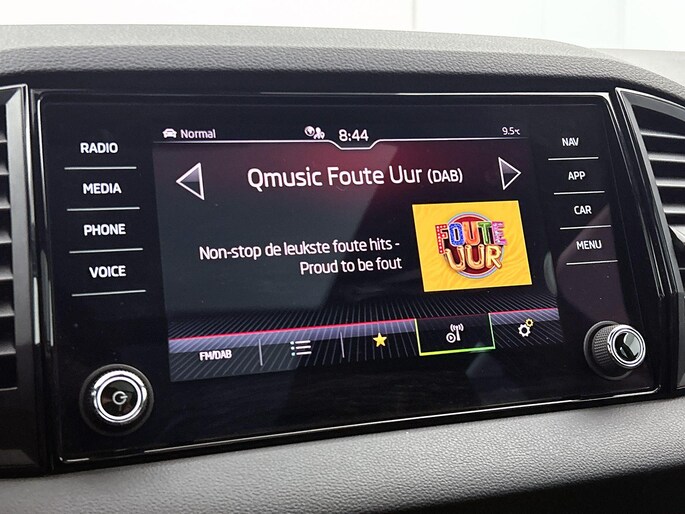 Normal
8:44
9.5°C
RADIO
MEDIA
PHONE
VOICE
NAV
APP
CAR
MENU
Qmusic Foute Uur (DAB)
Non-stop de leukste foute hits -
Proud to be fout
FOUTE
UUR
FM/DAB